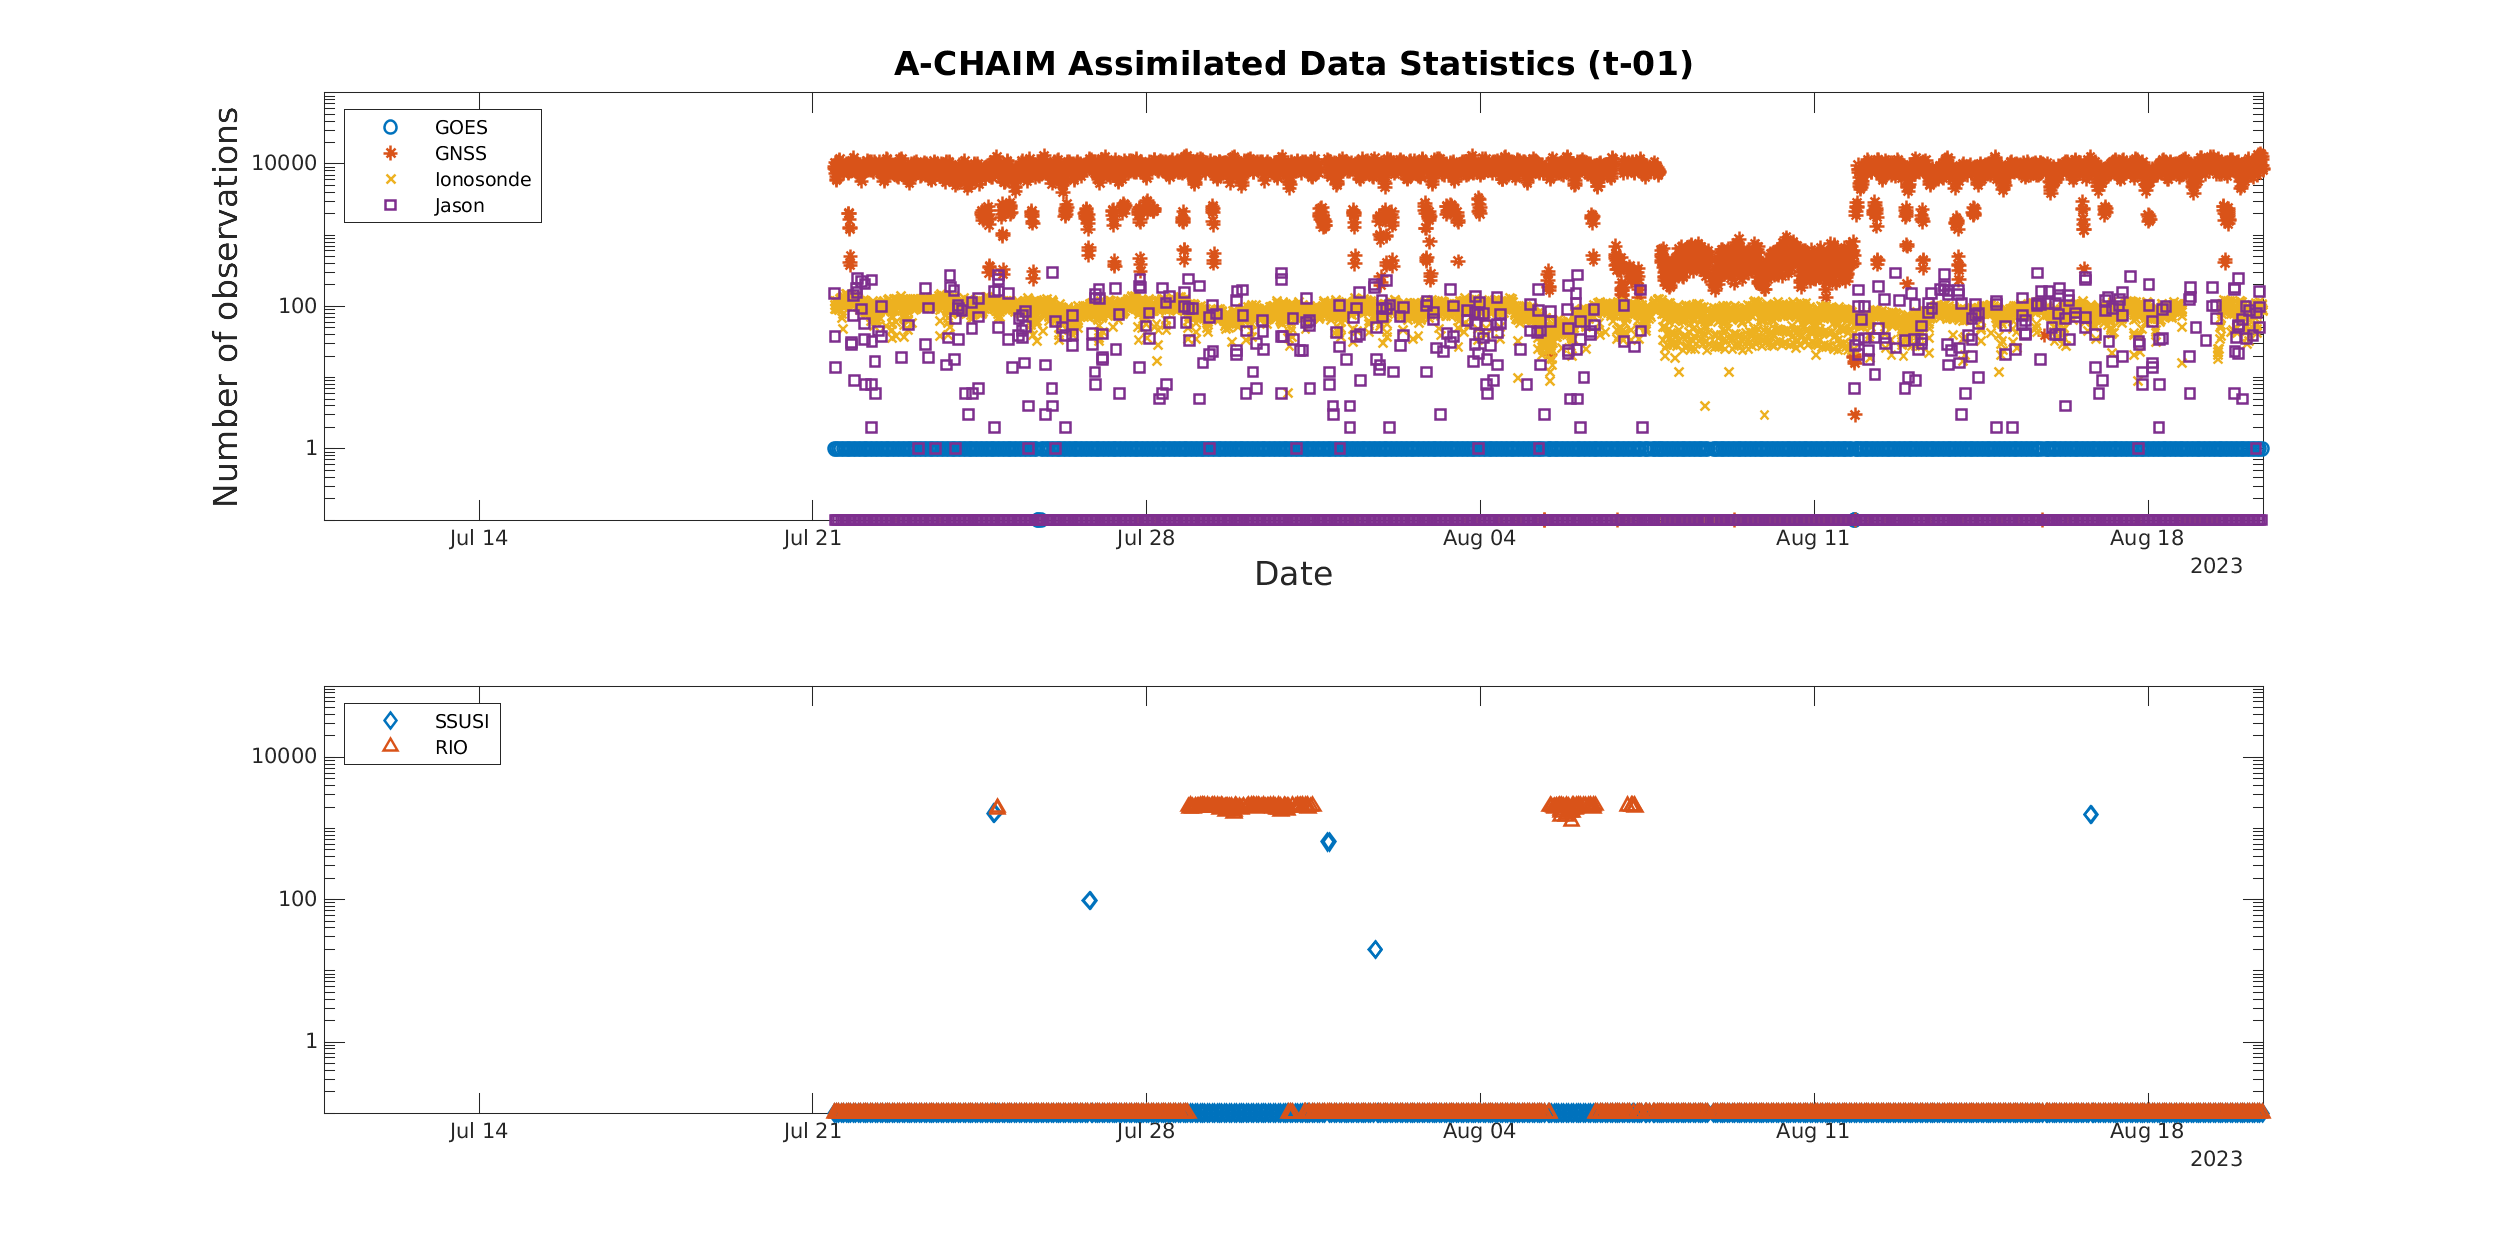 A-CHAIM Assimilated Data Statistics (t-01)
Number of observations
10000
100
1
GOES
GNSS
Ionosonde
Jason
Jul 14
Jul 21
Jul 28
Aug 04
Aug 11
Aug 18
2023
Date
10000
100
1
SSUSI
RIO
Jul 14
Jul 21
Jul 28
Aug 04
Aug 11
Aug 18
2023